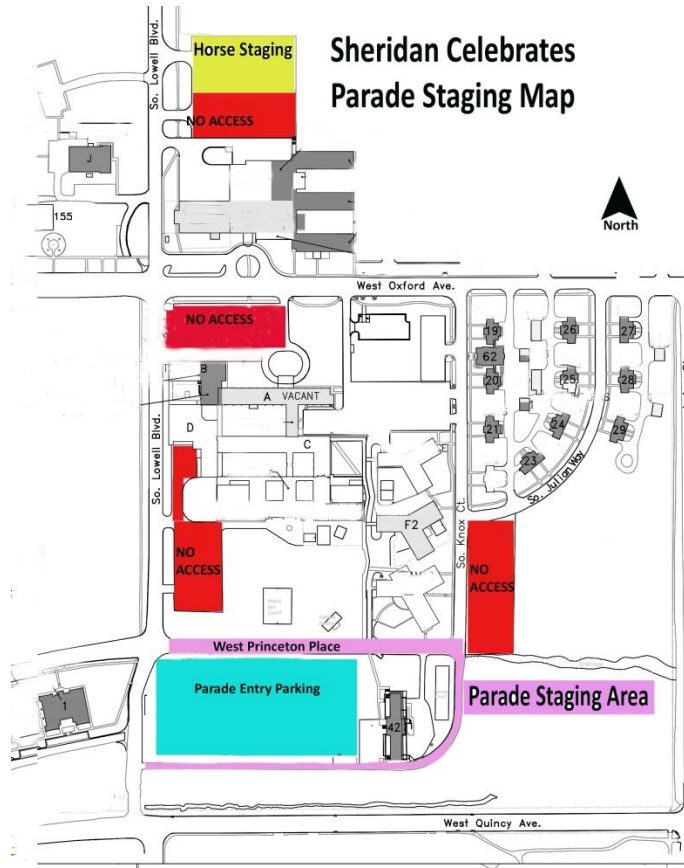 So. Lowell Blvd.
Horse Staging
Sheridan Celebrates
Parade Staging Map
NO ACCESS
J
155
North
West Oxford Ave.
NO ACCESS
19
26
27
62
B
20
25
28
A VACANT
21
24
29
D
C
23
So. Lowell Blvd.
So. Julian Way
F2
So. Knox Ct.
NO
ACCESS
NO
ACCESS
West Princeton Place
Parade Entry Parking
Parade Staging Area
1
42
West Quincy Ave.